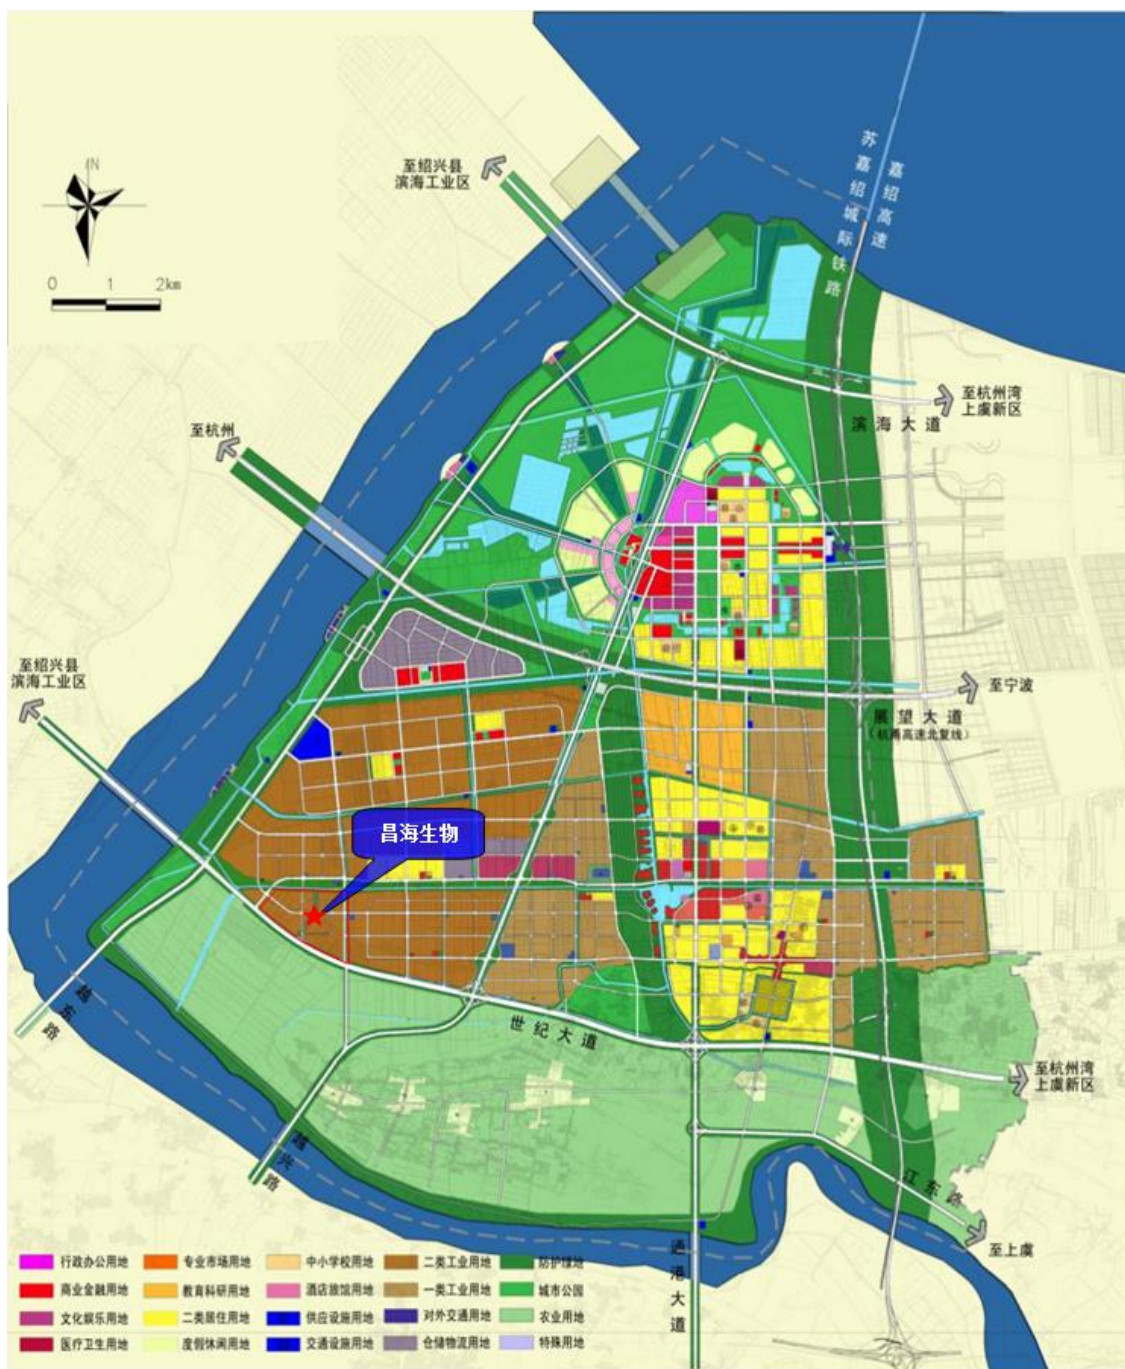 至绍兴县
滨海工业区
苏嘉绍城际铁路
嘉绍高速
N
0 1 2km
至杭州湾
上虞新区
滨海大道
至杭州
至绍兴县
滨海工业区
至宁波
展望大道
(杭甬高速北复线)
昌海生物
越东路
世纪大道
至杭州湾
上虞新区
越兴路
江东路
至上虞
通港大道
行政办公用地 专业市场用地 中小学校用地 二类工业用地 防护绿地
商业金融用地 教育科研用地 酒店旅馆用地 一类工业用地 城市公园
文化娱乐用地 二类居住用地 供应设施用地 对外交通用地 农业用地
医疗卫生用地 度假休闲用地 交通设施用地 仓储物流用地 特殊用地